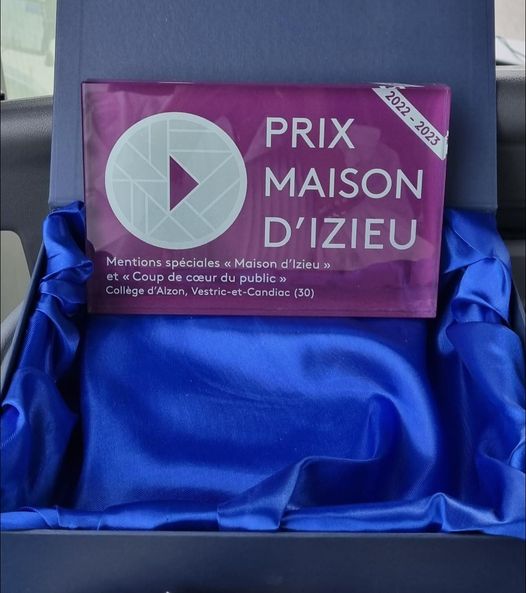 2022 - 2023
PRIX
MAISON
D'IZIEU
Mentions spéciales « Maison d'Izieu »
et « Coup de cœur du public »
Collège d'Alzon, Vestric-et-Candiac (30)